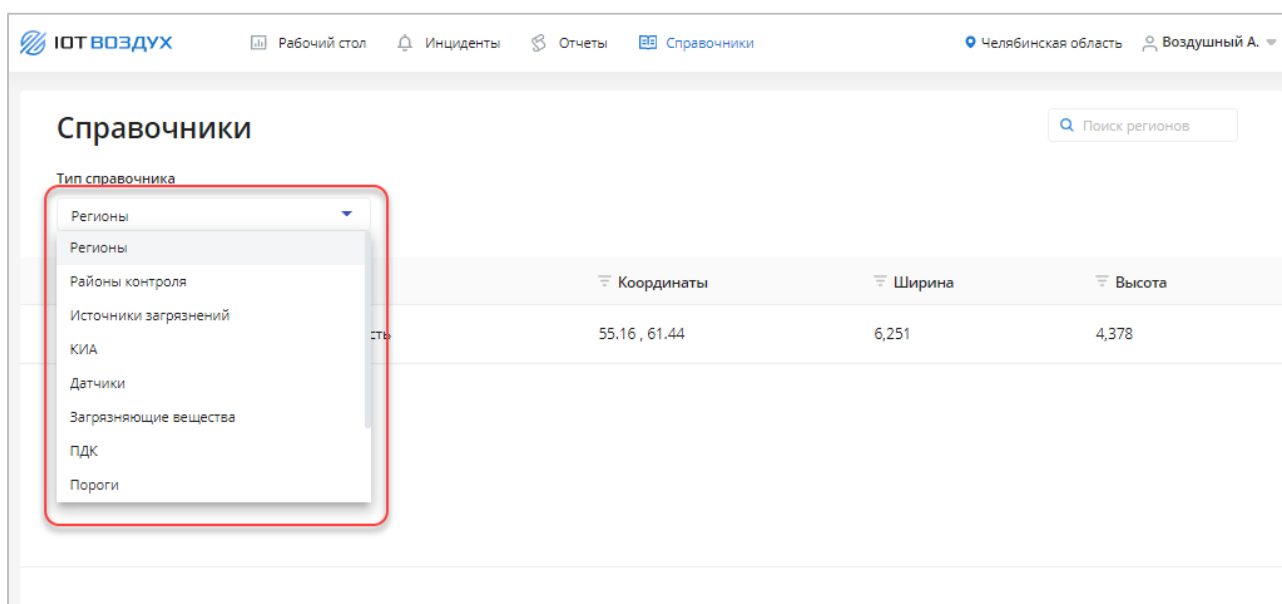 IOT ВОЗДУХ Рабочий стол Инциденты Отчеты Справочники Челябинская область Воздушный А.
Справочники Поиск регионов
Тип справочника
Регионы
Регионы
Районы контроля Координаты Ширина Высота
Источники загрязнений
сть 55.16 , 61.44 6,251 4,378
КИА
Датчики
Загрязняющие вещества
ПДК
Пороги